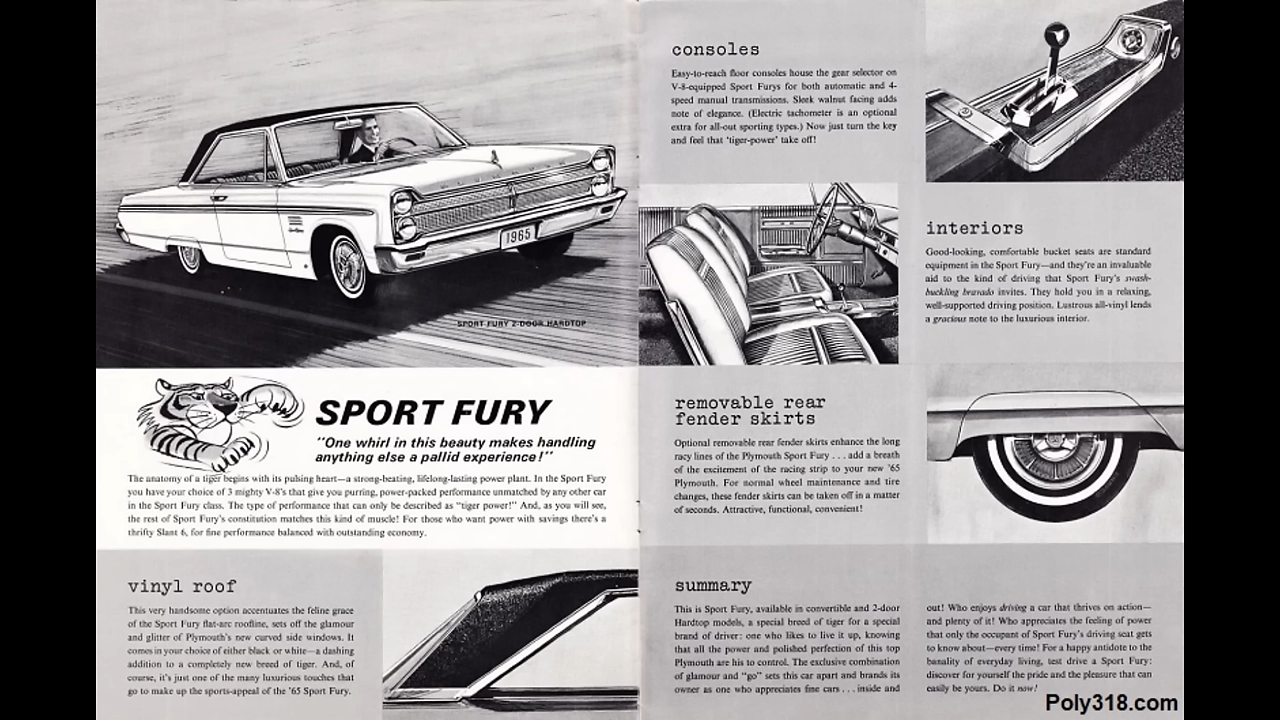 1965
SPORT FURY 2-DOOR HARDTOP
SPORT FURY
"One whirl in this beauty makes handling
anything else a pallid experience!"
The anatomy of a tiger begins with its pulsing heart—a strong-beating, lifelong-lasting power plant. In the Sport Fury
you have your choice of 3 mighty V-8's that give you purring, power-packed performance unmatched by any other car
in the Sport Fury class. The type of performance that can only be described as "tiger power!" And, as you will see,
the rest of Sport Fury's constitution matches this kind of muscle! For those who want power with savings there's a
thrifty Slant 6, for fine performance balanced with outstanding economy.
vinyl roof
This very handsome option accentuates the feline grace
of the Sport Fury flat-arc roofline, sets off the glamour
and glitter of Plymouth's new curved side windows. It
comes in your choice of either black or white—a dashing
addition to a completely new breed of tiger. And, of
course, it's just one of the many luxurious touches that
go to make up the sports-appeal of the '65 Sport Fury.
consoles
Easy-to-reach floor consoles house the gear selector on
V-8-equipped Sport Furys for both automatic and 4-
speed manual transmissions. Sleek walnut facing adds
note of elegance. (Electric tachometer is an optional
extra for all-out sporting types.) Now just turn the key
and feel that 'tiger-power' take off!
interiors
Good-looking, comfortable bucket seats are standard
equipment in the Sport Fury—and they're an invaluable
aid to the kind of driving that Sport Fury's swash-
buckling bravado invites. They hold you in a relaxing,
well-supported driving position. Lustrous all-vinyl lends
a gracious note to the luxurious interior.
removable rear
fender skirts
Optional removable rear fender skirts enhance the long
racy lines of the Plymouth Sport Fury . . . add a breath
of the excitement of the racing strip to your new '65
Plymouth. For normal wheel maintenance and tire
changes, these fender skirts can be taken off in a matter
of seconds. Attractive, functional, convenient!
summary
This is Sport Fury, available in convertible and 2-door
Hardtop models, a special breed of tiger for a special
brand of driver: one who likes to live it up, knowing
that all the power and polished perfection of this top
Plymouth are his to control. The exclusive combination
of glamour and "go" sets this car apart and brands its
owner as one who appreciates fine cars . . . inside and
out! Who enjoys driving a car that thrives on action—
and plenty of it! Who appreciates the feeling of power
that only the occupant of Sport Fury's driving seat gets
to know about—every time! For a happy antidote to the
banality of everyday living, test drive a Sport Fury:
discover for yourself the pride and the pleasure that can
easily be yours. Do it now!
Poly318.com